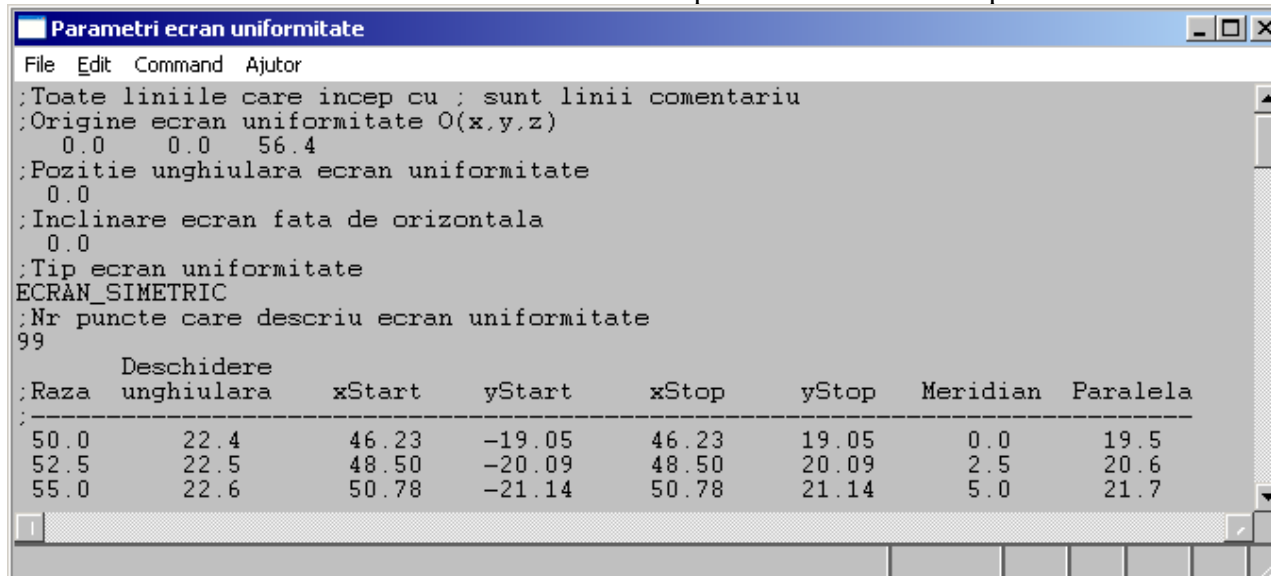 Parametri ecran uniformitate
File Edit Command Ajutor
;Toate liniile care incep cu ; sunt linii comentariu
;Origine ecran uniformitate O(x,y,z)
0.0 0.0 56.4
;Pozitie unghiulara ecran uniformitate
0.0
;Inclinare ecran fata de orizontala
0.0
;Tip ecran uniformitate
ECRAN_SIMETRIC
;Nr puncte care descriu ecran uniformitate
99
Deschidere
;Raza unghiulara xStart yStart xStop yStop Meridian Paralela
;-------------------------------------------------------------------------------
50.0 22.4 46.23 -19.05 46.23 19.05 0.0 19.5
52.5 22.5 48.50 -20.09 48.50 20.09 2.5 20.6
55.0 22.6 50.78 -21.14 50.78 21.14 5.0 21.7